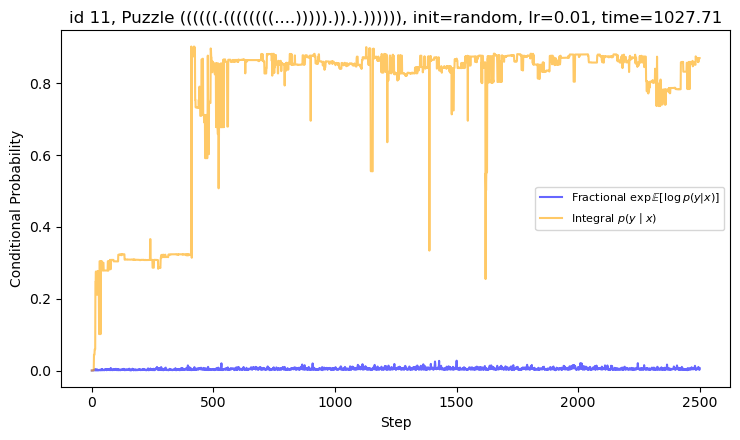 id 11, Puzzle ((((((.((((((((....))))).)).).)))))), init=random, lr=0.01, time=1027.71
Conditional Probability
0.8
0.6
0.4
0.2
0.0
Fractional exp𝔼[log p(y|x)]
Integral p(y | x)
0
500
1000
1500
2000
2500
Step